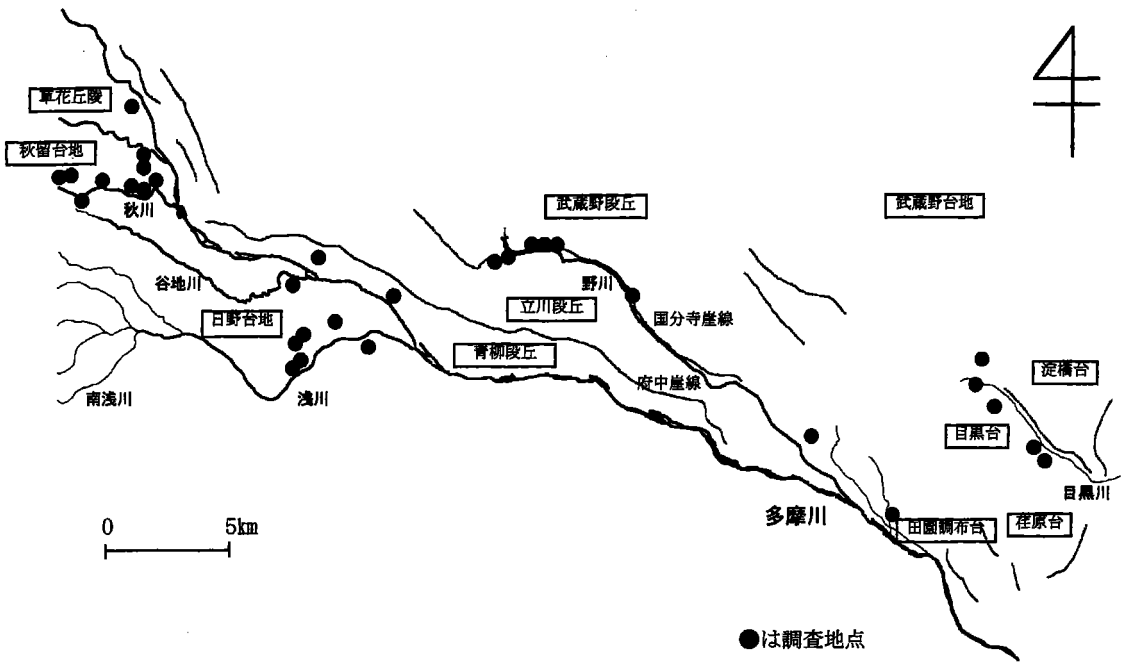 草花丘陵
秋留台地
秋川
武蔵野段丘
武蔵野台地
谷地川
野川
日野台地
立川段丘
国分寺崖線
青柳段丘
淀橋台
南浅川
浅川
府中崖線
目黒台
目黒川
多摩川
田園調布台
荏原台
0 5km
●は調査地点